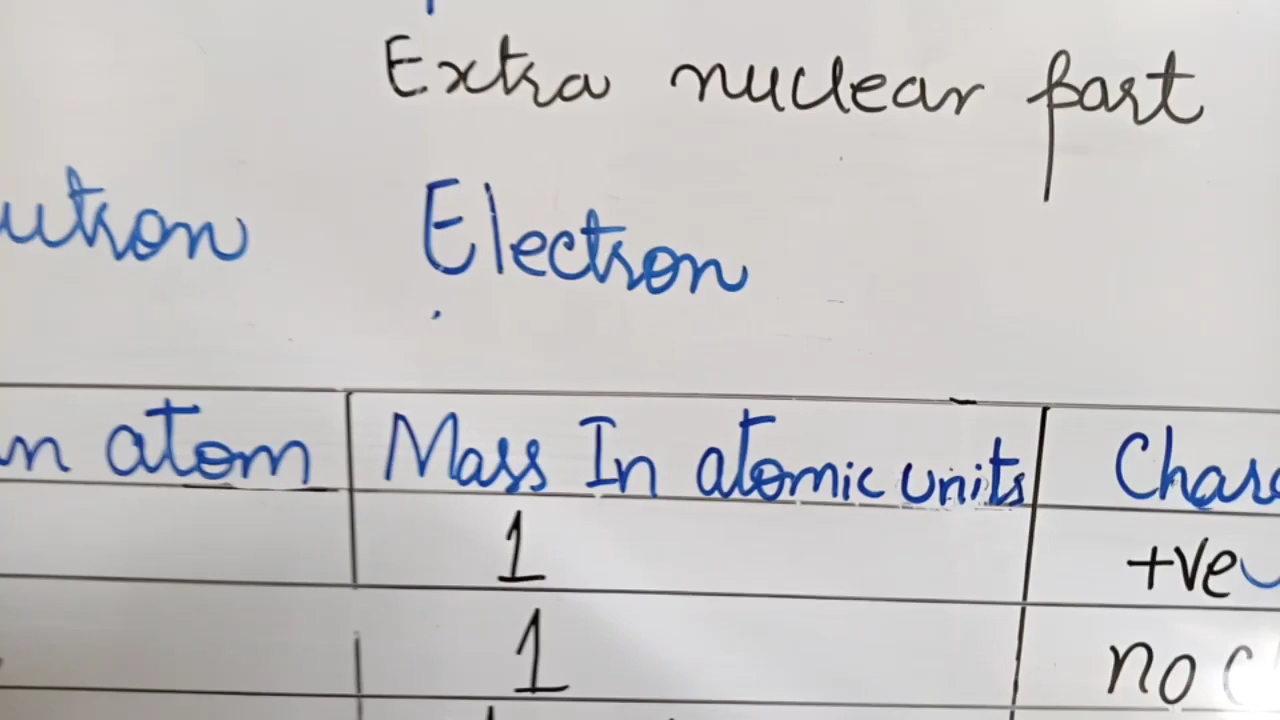 Extra nuclear part
utron Electron
n atom Mass In atomic units Char
1 +ve
1 no c